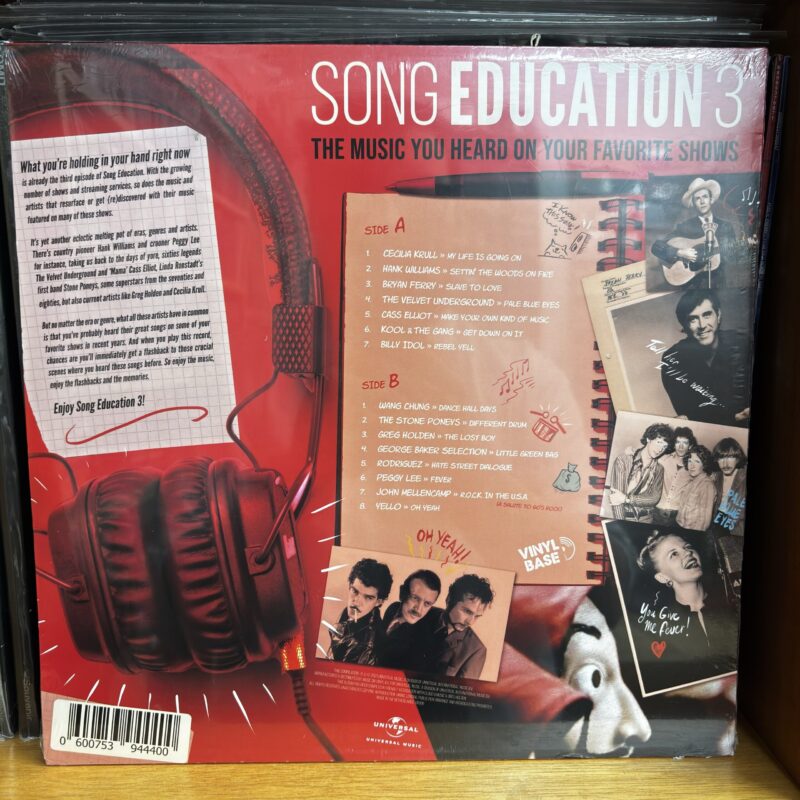 SONG EDUCATION 3
THE MUSIC YOU HEARD ON YOUR FAVORITE SHOWS
What you're holding in your hand right now
is already the third episode of Song Education. With the growing
number of shows and streaming services, so does the music and
artists that resurface or get (re)discovered with their music
featured on many of these shows.
It's yet another eclectic melting pot of eras, genres and artists.
There's country pioneer Hank Williams and crooner Peggy Lee
for instance, taking us back to the days of yore, sixties legends
The Velvet Underground and 'Mama' Cass Elliot, Linda Ronstadt's
first band Stone Poneys, some superstars from the seventies and
eighties, but also current artists like Greg Holden and Cecilia Krull.
But no matter the era or genre, what all these artists have in common
is that you've probably heard their great songs on some of your
favorite shows in recent years. And when you play this record,
chances are you'll immediately get a flashback to those crucial
scenes where you heard these songs before. So enjoy the music,
enjoy the flashbacks and the memories.
Enjoy Song Education 3!
SIDE A
1. CECILIA KRULL » MY LIFE IS GOING ON
2. HANK WILLIAMS » SETTIN' THE WOODS ON FIRE
3. BRYAN FERRY » SLAVE TO LOVE
4. THE VELVET UNDERGROUND » PALE BLUE EYES
5. CASS ELLIOT » MAKE YOUR OWN KIND OF MUSIC
6. KOOL & THE GANG » GET DOWN ON IT
7. BILLY IDOL » REBEL YELL
SIDE B
1. WANG CHUNG » DANCE HALL DAYS
2. THE STONE PONEYS » DIFFERENT DRUM
3. GREG HOLDEN » THE LOST BOY
4. GEORGE BAKER SELECTION » LITTLE GREEN BAG
5. RODRIGUEZ » HATE STREET DIALOGUE
6. PEGGY LEE » FEVER
7. JOHN MELLENCAMP » R.O.C.K. IN THE U.S.A.
(A SALUTE TO 60'S ROCK)
8. YELLO » OH YEAH
VINYL
BASE
BRYAN FERRY
I'll be waiting...
PALE
BLUE
EYES
You Give
Me Fever!
OH YEAH!
$
UNIVERSAL
UNIVERSAL MUSIC
0 600753 944400